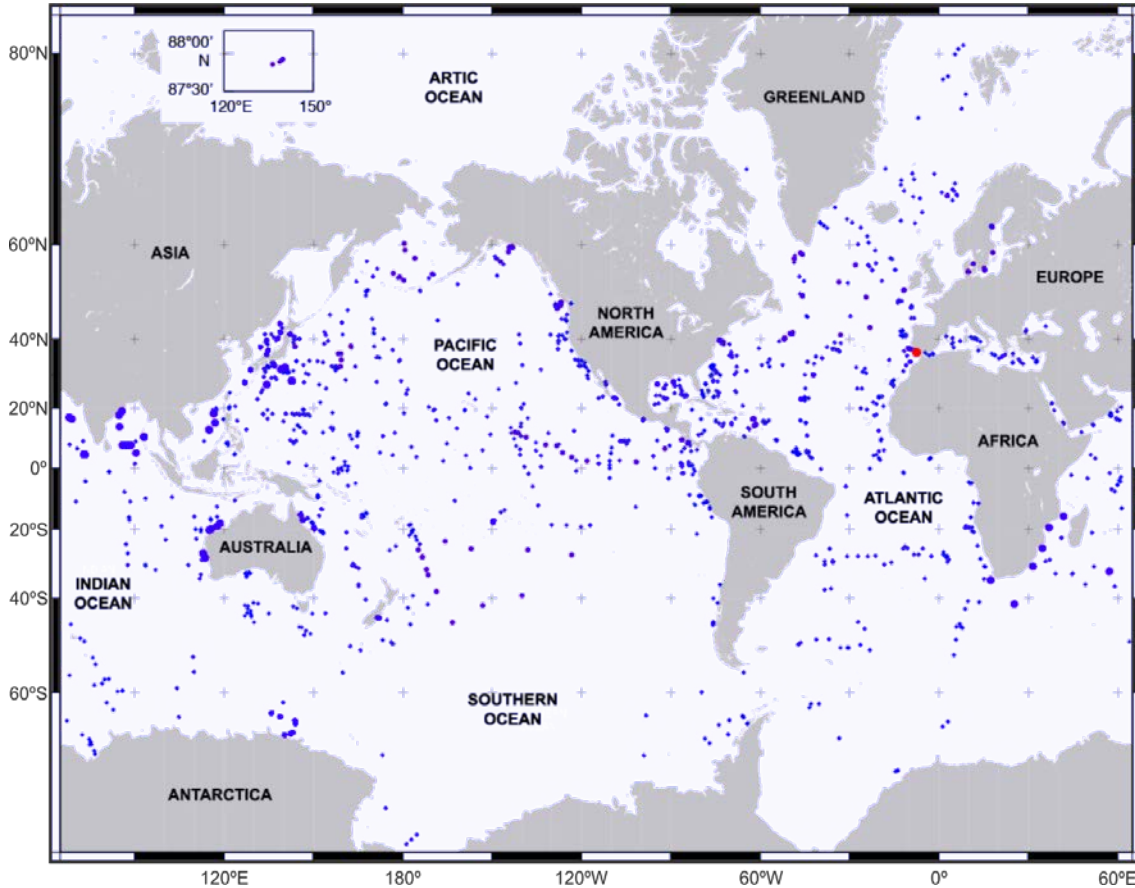 88°00'
N
87°30'
120°E
150°
80°N
ARTIC
OCEAN
GREENLAND
60°N
ASIA
EUROPE
NORTH
AMERICA
40°N
PACIFIC
OCEAN
20°N
AFRICA
0°
SOUTH
AMERICA
ATLANTIC
OCEAN
20°S
AUSTRALIA
INDIAN
OCEAN
40°S
60°S
SOUTHERN
OCEAN
ANTARCTICA
120°E
180°
120°W
60°W
0°
60°E